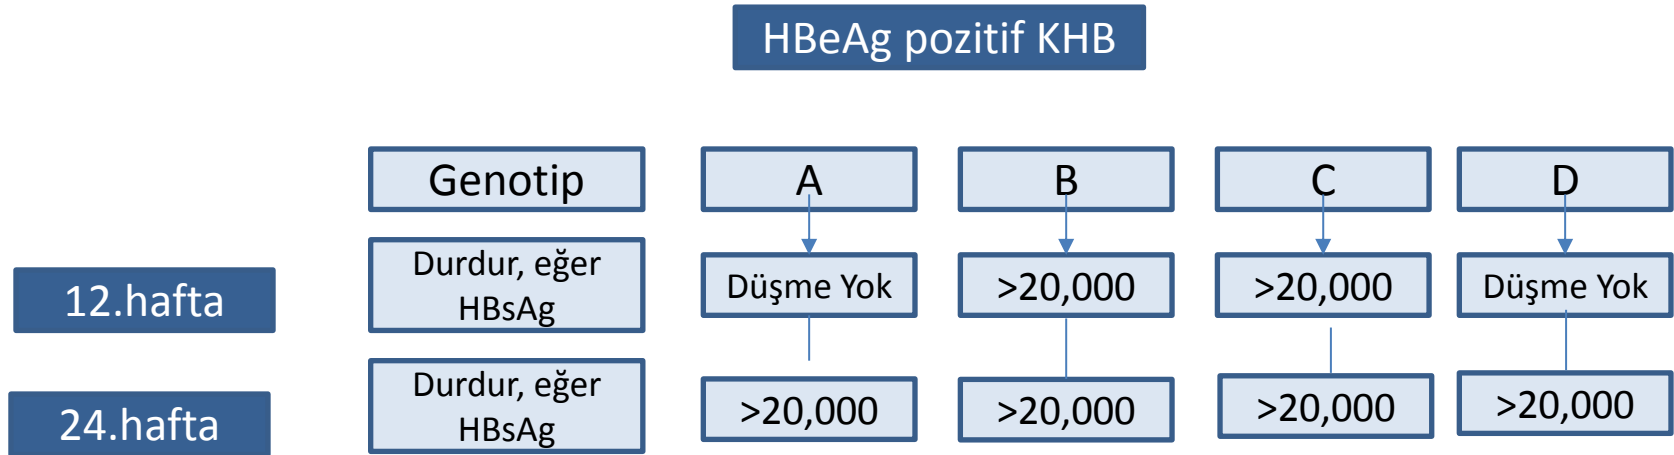 HBeAg pozitif KHB
Genotip
A
B
C
D
12.hafta
Durdur, eğer
HBsAg
Düşme Yok
>20,000
>20,000
Düşme Yok
24.hafta
Durdur, eğer
HBsAg
>20,000
>20,000
>20,000
>20,000